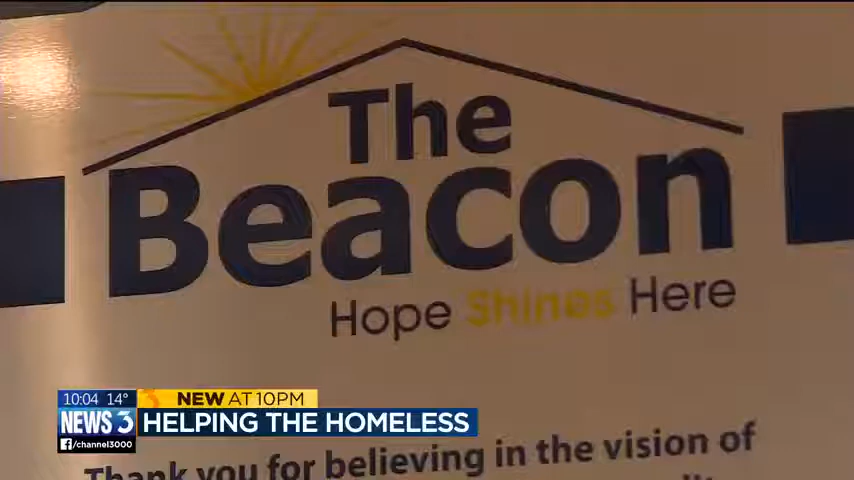 The
Beacon
Hope Shines Here
10:04 14° NEW AT 10PM
NEWS 3 HELPING THE HOMELESS
f/channel3000
Thank you for believing in the vision of